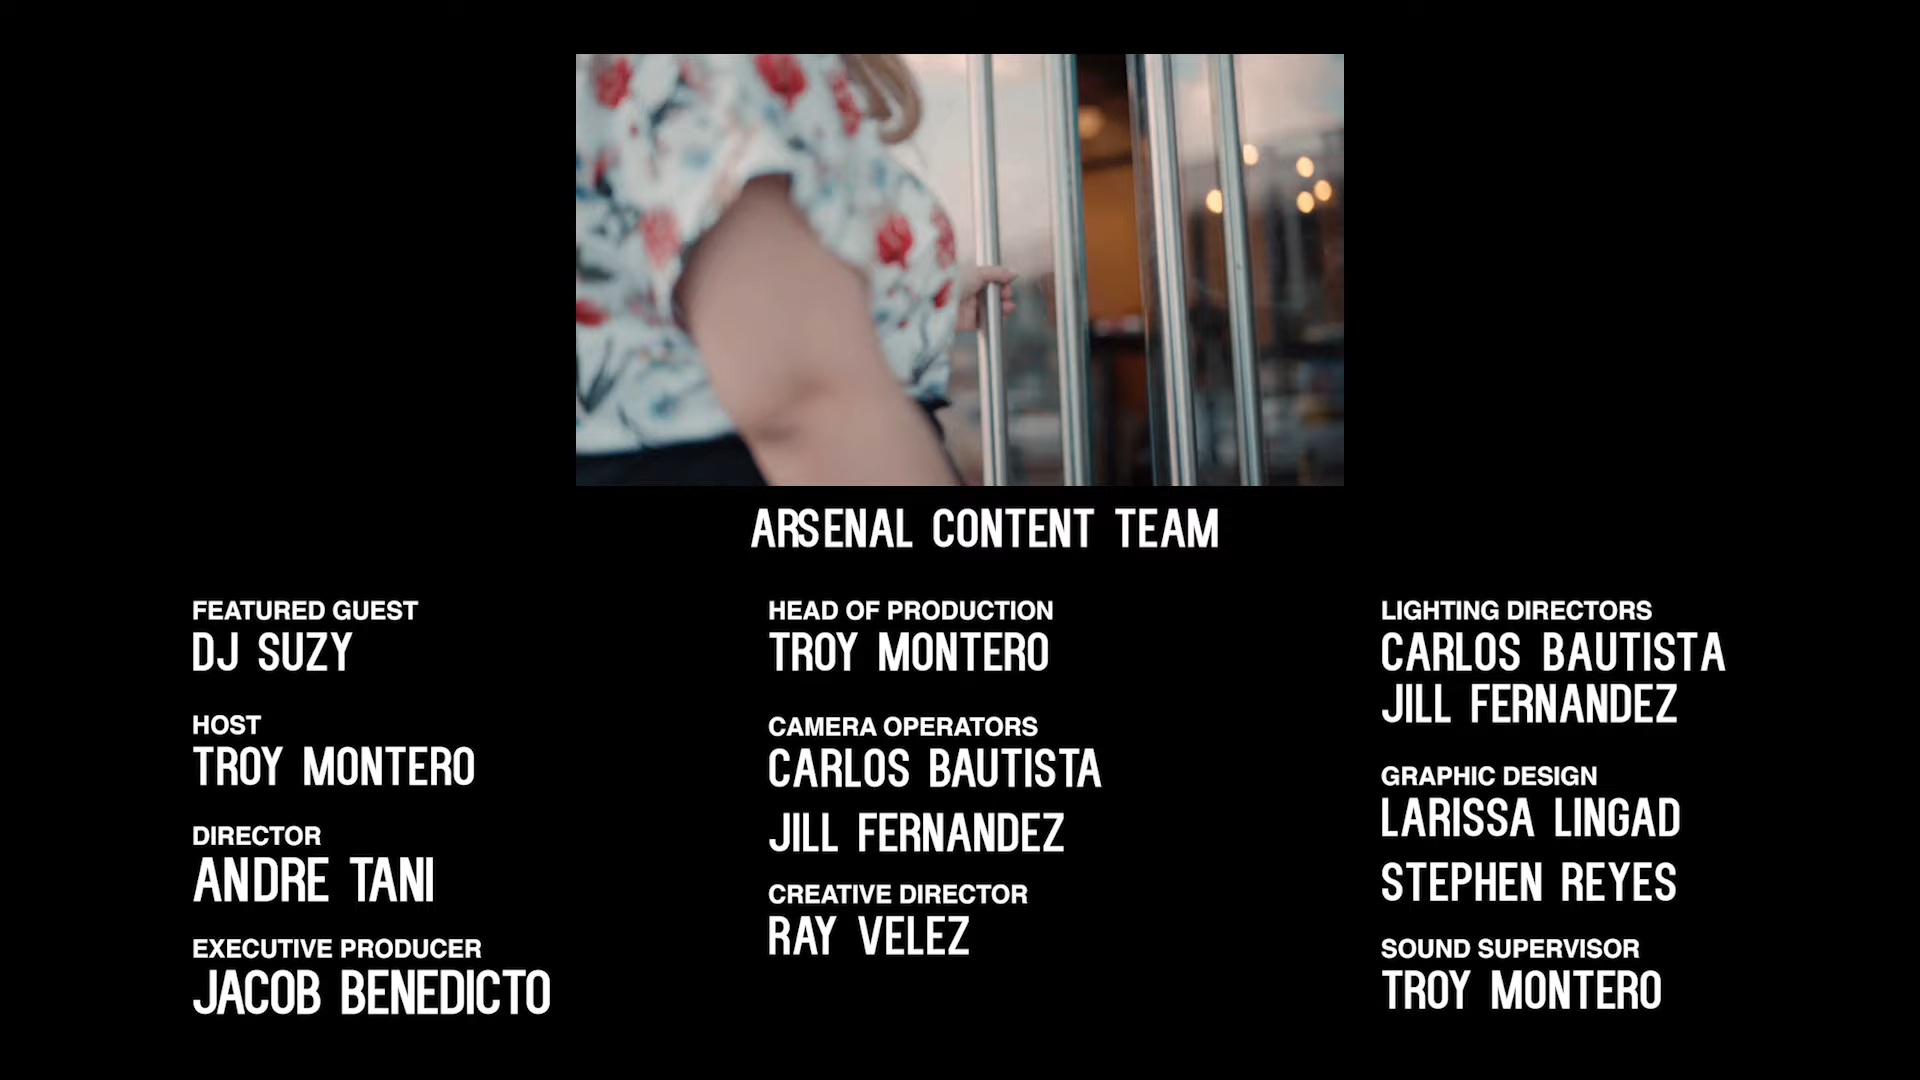 ARSENAL CONTENT TEAM
FEATURED GUEST
DJ SUZY
HOST
TROY MONTERO
DIRECTOR
ANDRE TANI
EXECUTIVE PRODUCER
JACOB BENEDICTO
HEAD OF PRODUCTION
TROY MONTERO
CAMERA OPERATORS
CARLOS BAUTISTA
JILL FERNANDEZ
CREATIVE DIRECTOR
RAY VELEZ
LIGHTING DIRECTORS
CARLOS BAUTISTA
JILL FERNANDEZ
GRAPHIC DESIGN
LARISSA LINGAD
STEPHEN REYES
SOUND SUPERVISOR
TROY MONTERO